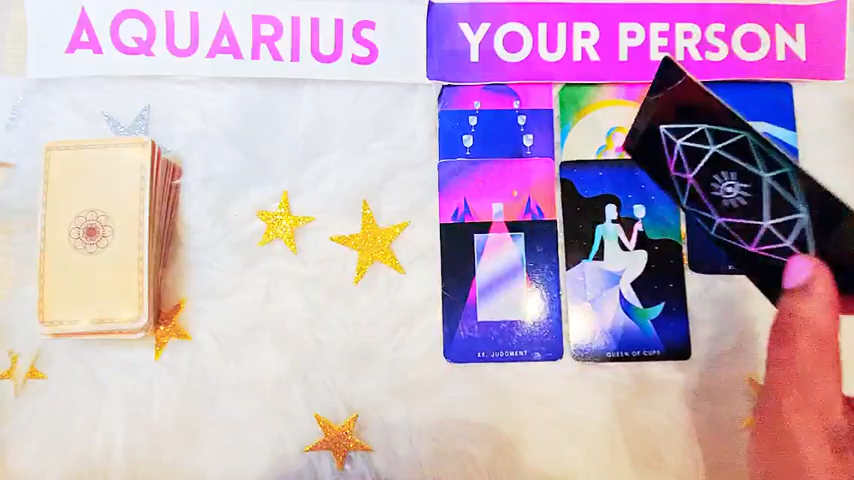 AQUARIUS
YOUR PERSON
XX. JUDGMENT
QUEEN OF CUPS